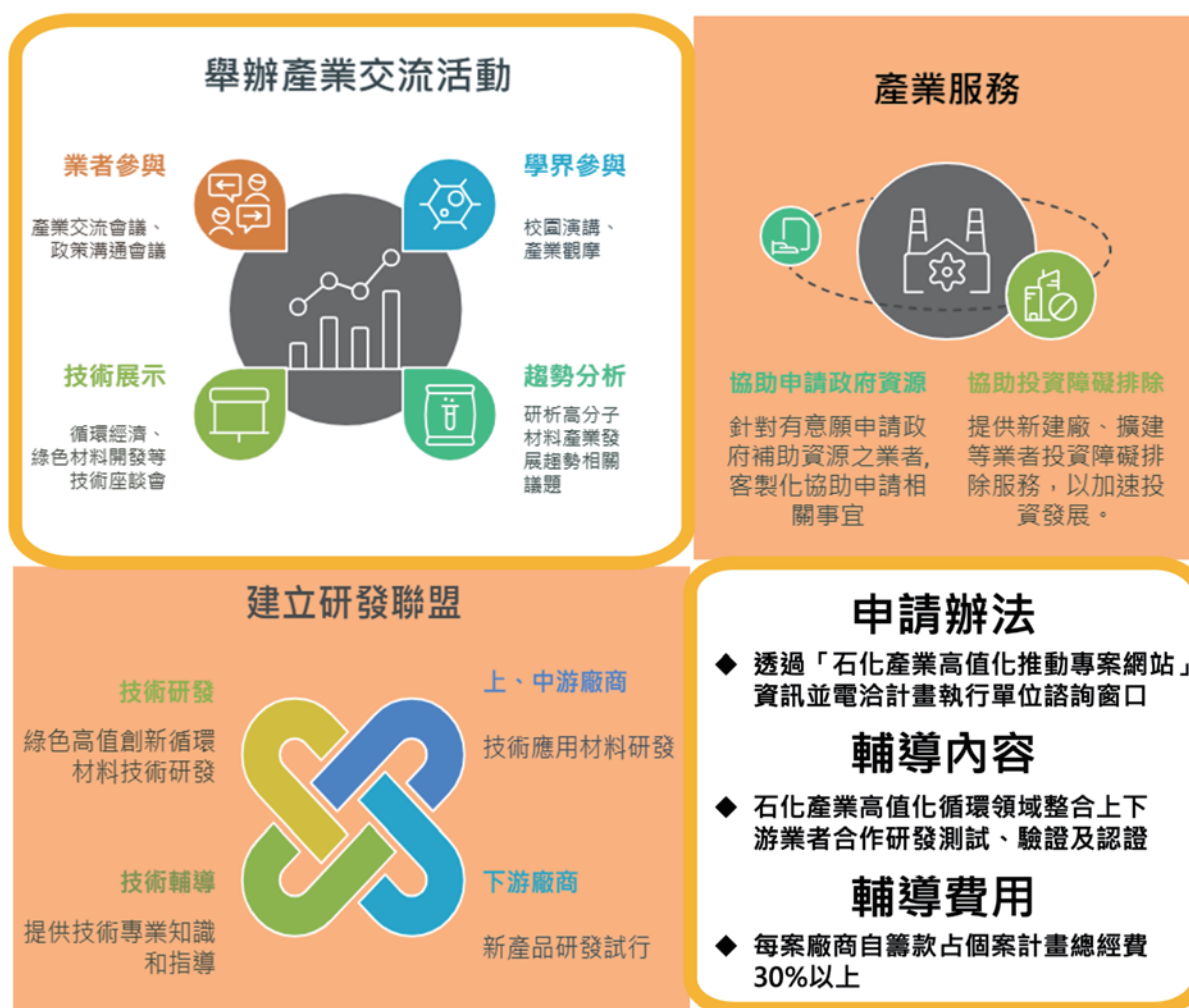 舉辦產業交流活動
業者參與
產業交流會議、
政策溝通會議
學界參與
校園演講、
產業觀摩
技術展示
循環經濟、
綠色材料開發等
技術座談會
趨勢分析
研析高分子
材料產業發
展趨勢相關
議題
產業服務
協助申請政府資源
針對有意願申請政
府補助資源之業者,
客製化協助申請相
關事宜
協助投資障礙排除
提供新建廠、擴建
等業者投資障礙排
除服務，以加速投
資發展。
建立研發聯盟
技術研發
綠色高值創新循環
材料技術研發
上、中游廠商
技術應用材料研發
技術輔導
提供技術專業知識
和指導
下游廠商
新產品研發試行
申請辦法
◆ 透過「石化產業高值化推動專案網站」
資訊並電洽計畫執行單位諮詢窗口
輔導內容
◆ 石化產業高值化循環領域整合上下
游業者合作研發測試、驗證及認證
輔導費用
◆ 每案廠商自籌款占個案計畫總經費
30%以上